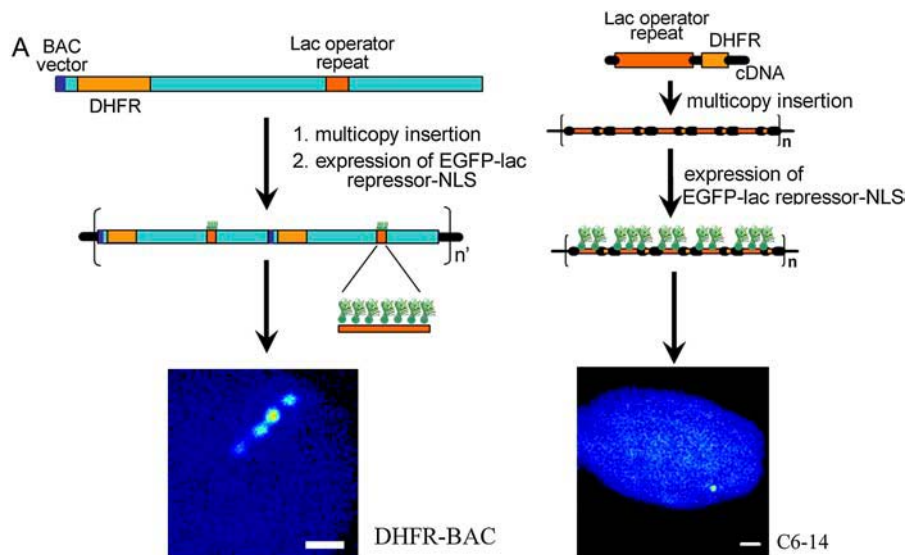 A
BAC
vector
Lac operator
repeat
DHFR
1. multicopy insertion
2. expression of EGFP-lac
repressor-NLS
n'
DHFR-BAC
Lac operator
repeat
DHFR
cDNA
multicopy insertion
n
expression of
EGFP-lac repressor-NLS
n
C6-14